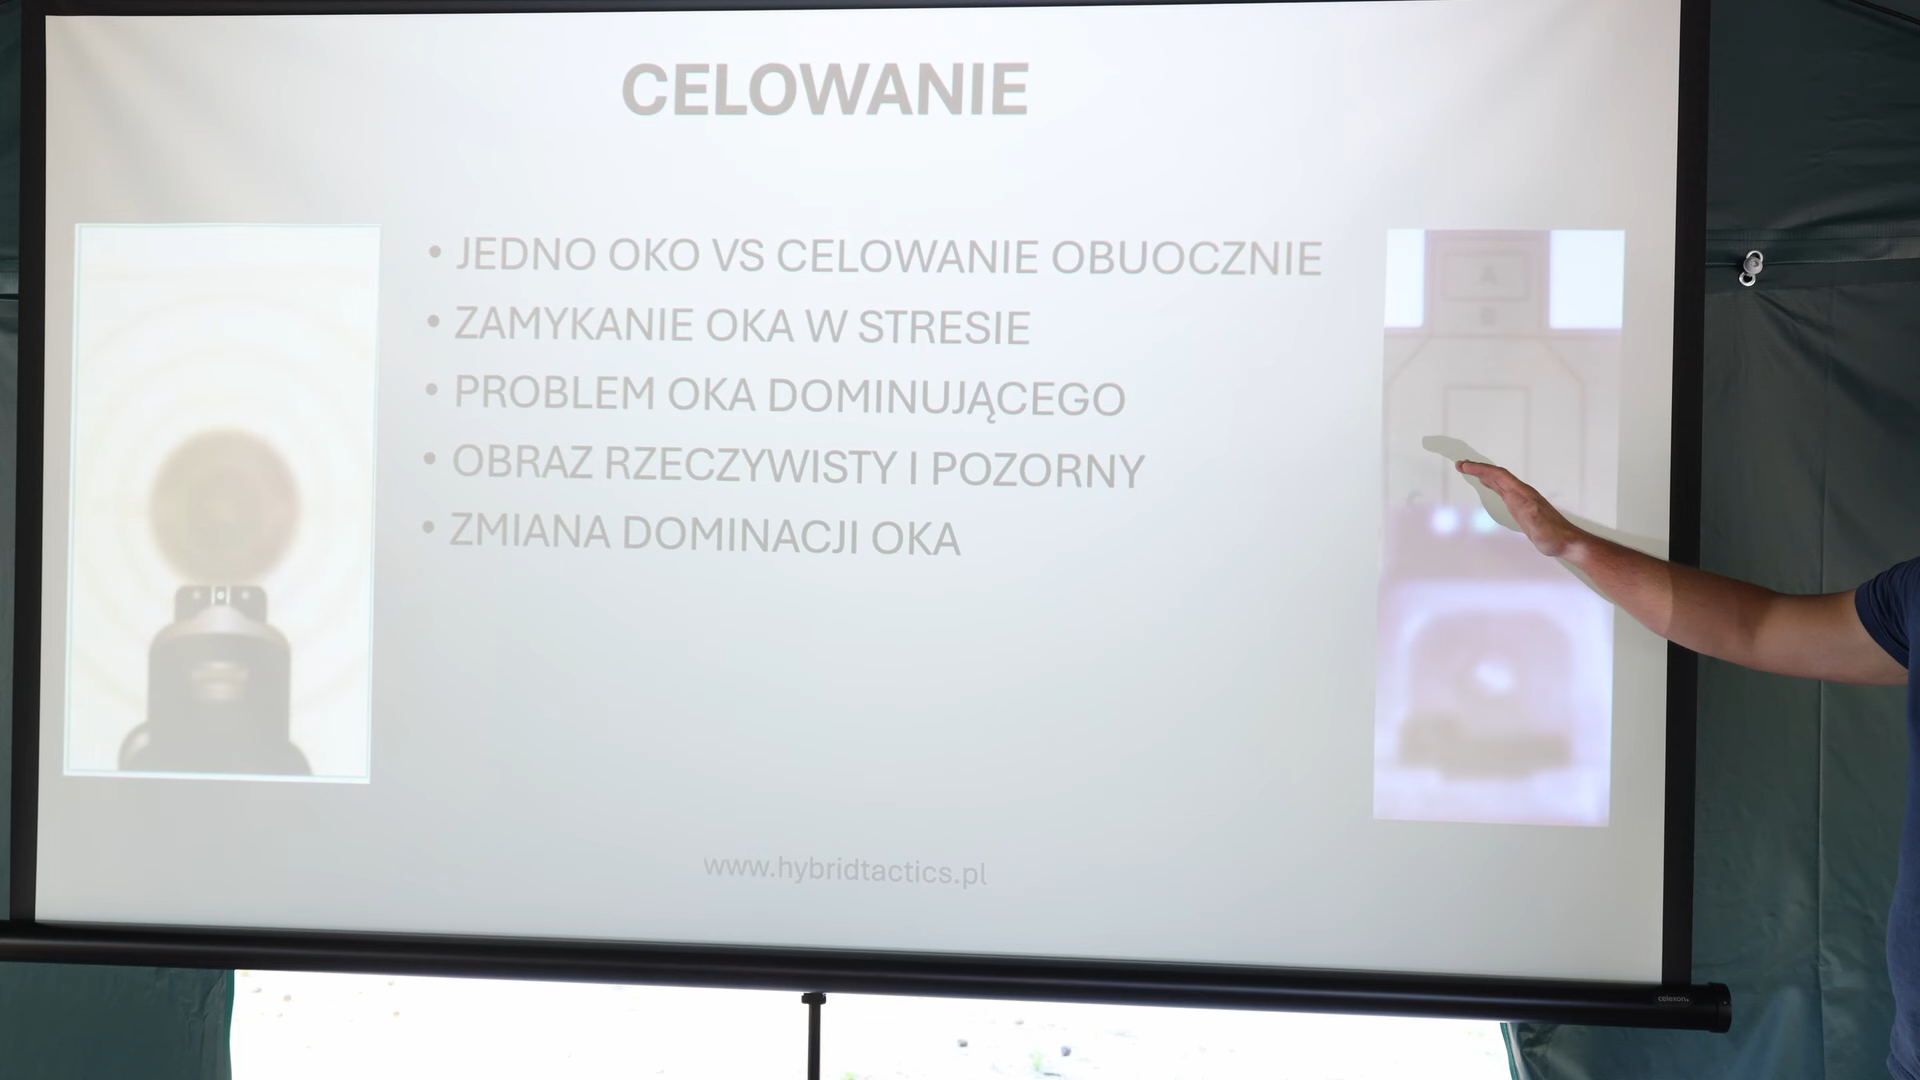 CELOWANIE
• JEDNO OKO VS CELOWANIE OBUOCZNIE
• ZAMYKANIE OKA W STRESIE
• PROBLEM OKA DOMINUJĄCEGO
• OBRAZ RZECZYWISTY I POZORNY
• ZMIANA DOMINACJI OKA
A
www.hybridtactics.pl
celexon